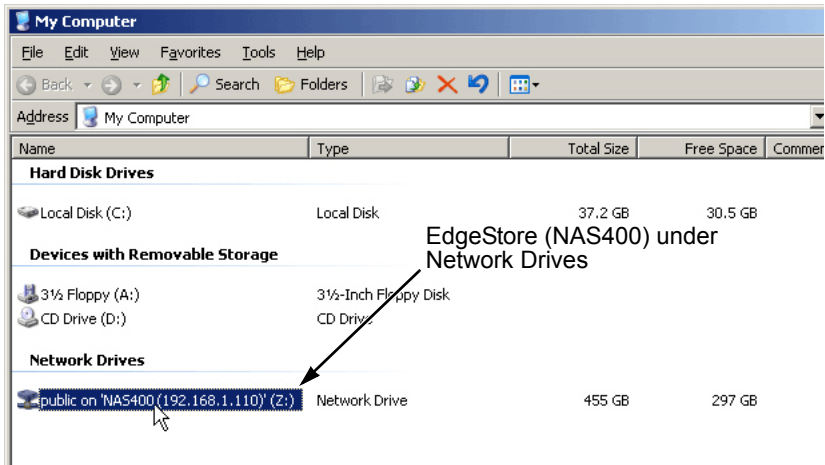 My Computer
File Edit View Favorites Tools Help
Back Search Folders
Address My Computer
Name Type Total Size Free Space Commer
Hard Disk Drives
Local Disk (C:) Local Disk 37.2 GB 30.5 GB
EdgeStore (NAS400) under
Network Drives
Devices with Removable Storage
3½ Floppy (A:) 3½-Inch Floppy Disk
CD Drive (D:) CD Drive
Network Drives
public on 'NAS400 (192.168.1.110)' (Z:) Network Drive 455 GB 297 GB